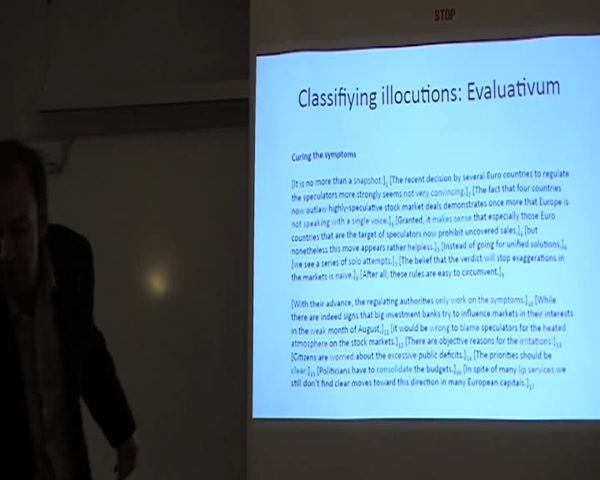 STOP
Classifiying illocutions: Evaluativum
Curing the symptoms
[It is no more than a snapshot.]1 [The recent decision by several Euro countries to regulate
the speculators more strongly seems not very convincing.]2 [The fact that four countries
now outlaw highly-speculative stock market deals demonstrates once more that Europe is
not speaking with a single voice.]3 [Granted, it makes sense that especially those Euro
countries that are the target of speculators now prohibit uncovered sales,]4 [but
nonetheless this move appears rather helpless.]5 [Instead of going for unified solutions,]6
[we see a series of solo attempts.]7 [The belief that the verdict will stop exaggerations in
the markets is naive.]8 [After all, these rules are easy to circumvent.]9
[With their advance, the regulating authorities only work on the symptoms.]10 [While
there are indeed signs that big investment banks try to influence markets in their interests
in the weak month of August,]11 [it would be wrong to blame speculators for the heated
atmosphere on the stock markets.]12 [There are objective reasons for the irritations:]13
[Citizens are worried about the excessive public deficits.]14 [The priorities should be
clear:]15 [Politicians have to consolidate the budgets.]16 [In spite of many lip services we
still don't find clear moves toward this direction in many European capitals.]17